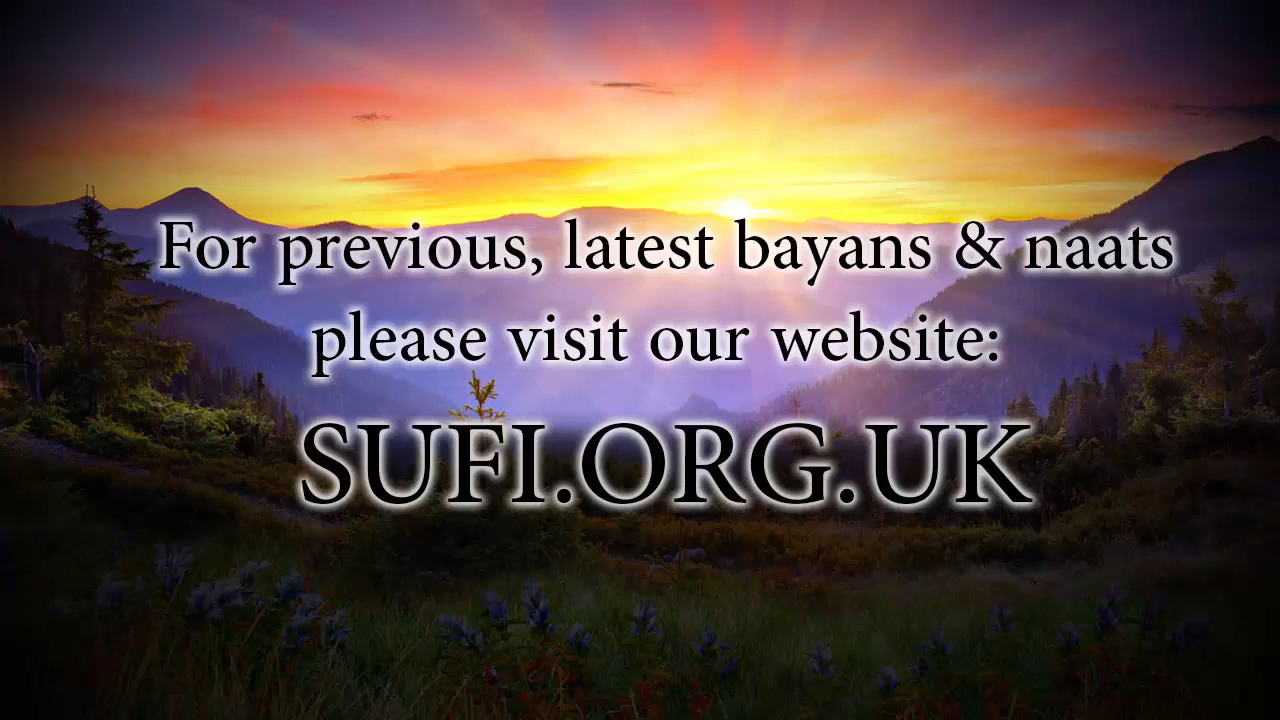 For previous, latest bayans & naats
please visit our website:
SUFI.ORG.UK